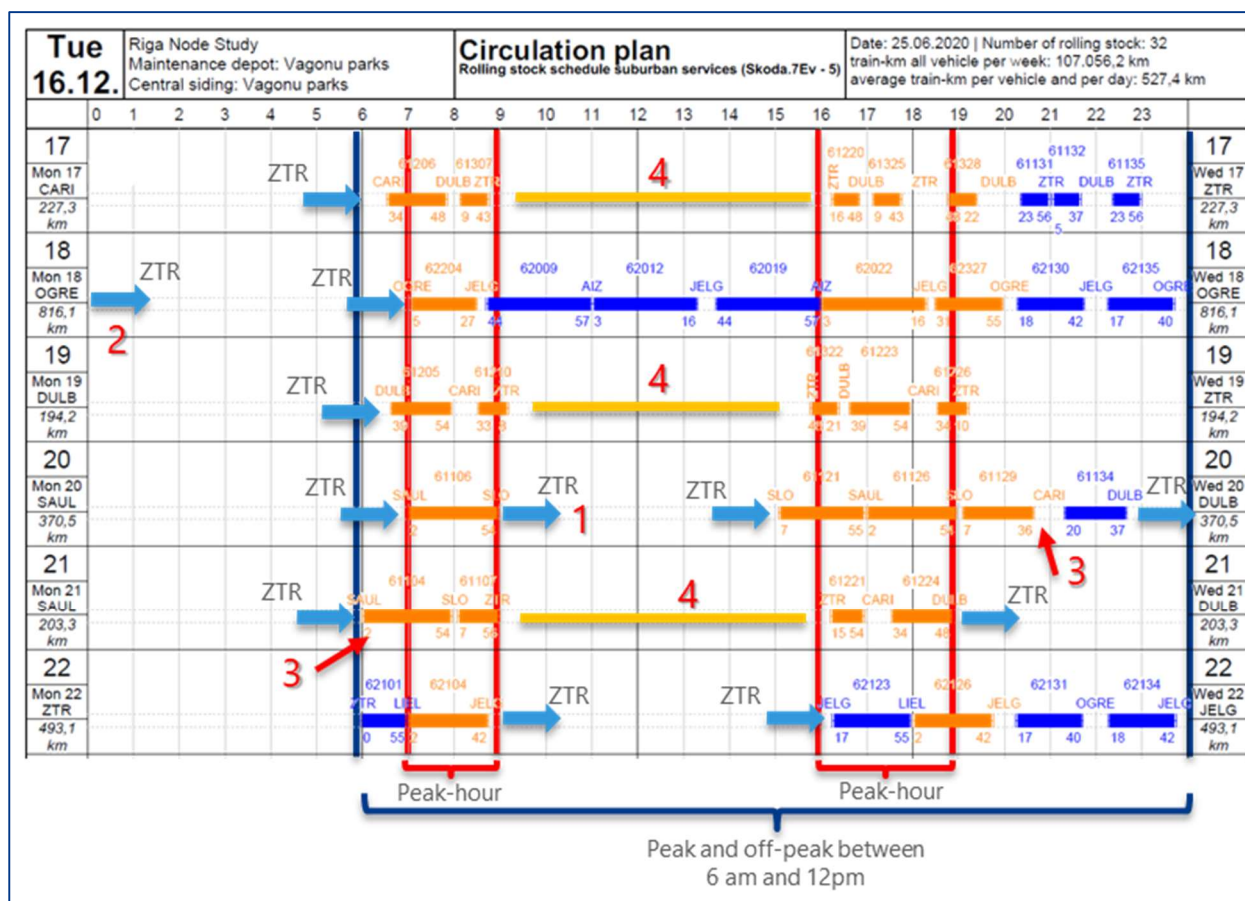 Tue
16.12.
Riga Node Study
Maintenance depot: Vagonu parks
Central siding: Vagonu parks
Circulation plan
Rolling stock schedule suburban services (Skoda.7Ev - 5)
Date: 25.06.2020 | Number of rolling stock: 32
train-km all vehicle per week: 107.056,2 km
average train-km per vehicle and per day: 527,4 km
0 1 2 3 4 5 6 7 8 9 10 11 12 13 14 15 16 17 18 19 20 21 22 23 0
17
Mon 17
CARI
227,3
km
ZTR
61206 61307 61220 61325 61328 61131 61132 61135
CARI DULB ZTR 4 ZTR DULB ZTR DULB ZTR DULB ZTR
34 48 9 43 16 48 9 43 48 22 23 56 5 37 23 56
17
Wed 17
ZTR
227,3
km
18
Mon 18
OGRE
816,1
km
ZTR
2
ZTR
62204 62009 62012 62019 62022 62327 62130 62135
OGRE JELG AIZ JELG AIZ JELG OGRE JELG OGRE
5 27 44 57 3 16 44 57 3 16 31 55 18 42 17 40
18
Wed 18
OGRE
816,1
km
19
Mon 19
DULB
194,2
km
ZTR
61205 61210 61322 61223 61226
DULB CARI ZTR 4 ZTR DULB CARI ZTR
39 54 33 8 21 39 54 34 10
19
Wed 19
ZTR
194,2
km
20
Mon 20
SAUL
370,5
km
ZTR
61106 61121 61126 61129 61134
SAUL SLO ZTR 1 ZTR SLO SAUL SLO CARI DULB ZTR
2 54 7 55 2 54 7 36 20 37
3
20
Wed 20
DULB
370,5
km
21
Mon 21
SAUL
203,3
km
ZTR
61104 61107 61221 61224
SAUL SLO ZTR 4 ZTR CARI DULB ZTR
2 54 7 56 15 54 34 48
3
21
Wed 21
DULB
203,3
km
22
Mon 22
ZTR
493,1
km
62101 62104 62123 62126 62131 62134
ZTR LIEL JELG ZTR ZTR JELG LIEL JELG OGRE JELG
0 55 2 42 17 55 2 42 17 40 18 42
22
Wed 22
JELG
493,1
km
Peak-hour
Peak-hour
Peak and off-peak between
6 am and 12pm